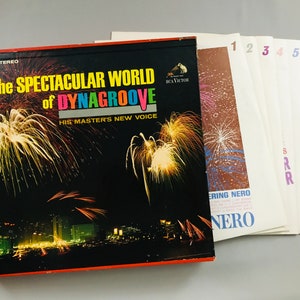 STEREO
RCA VICTOR
the SPECTACULAR WORLD
of DYNAGROOVE
HIS MASTER'S NEW VOICE
1 2 3 4 5
ERING NERO
NERO